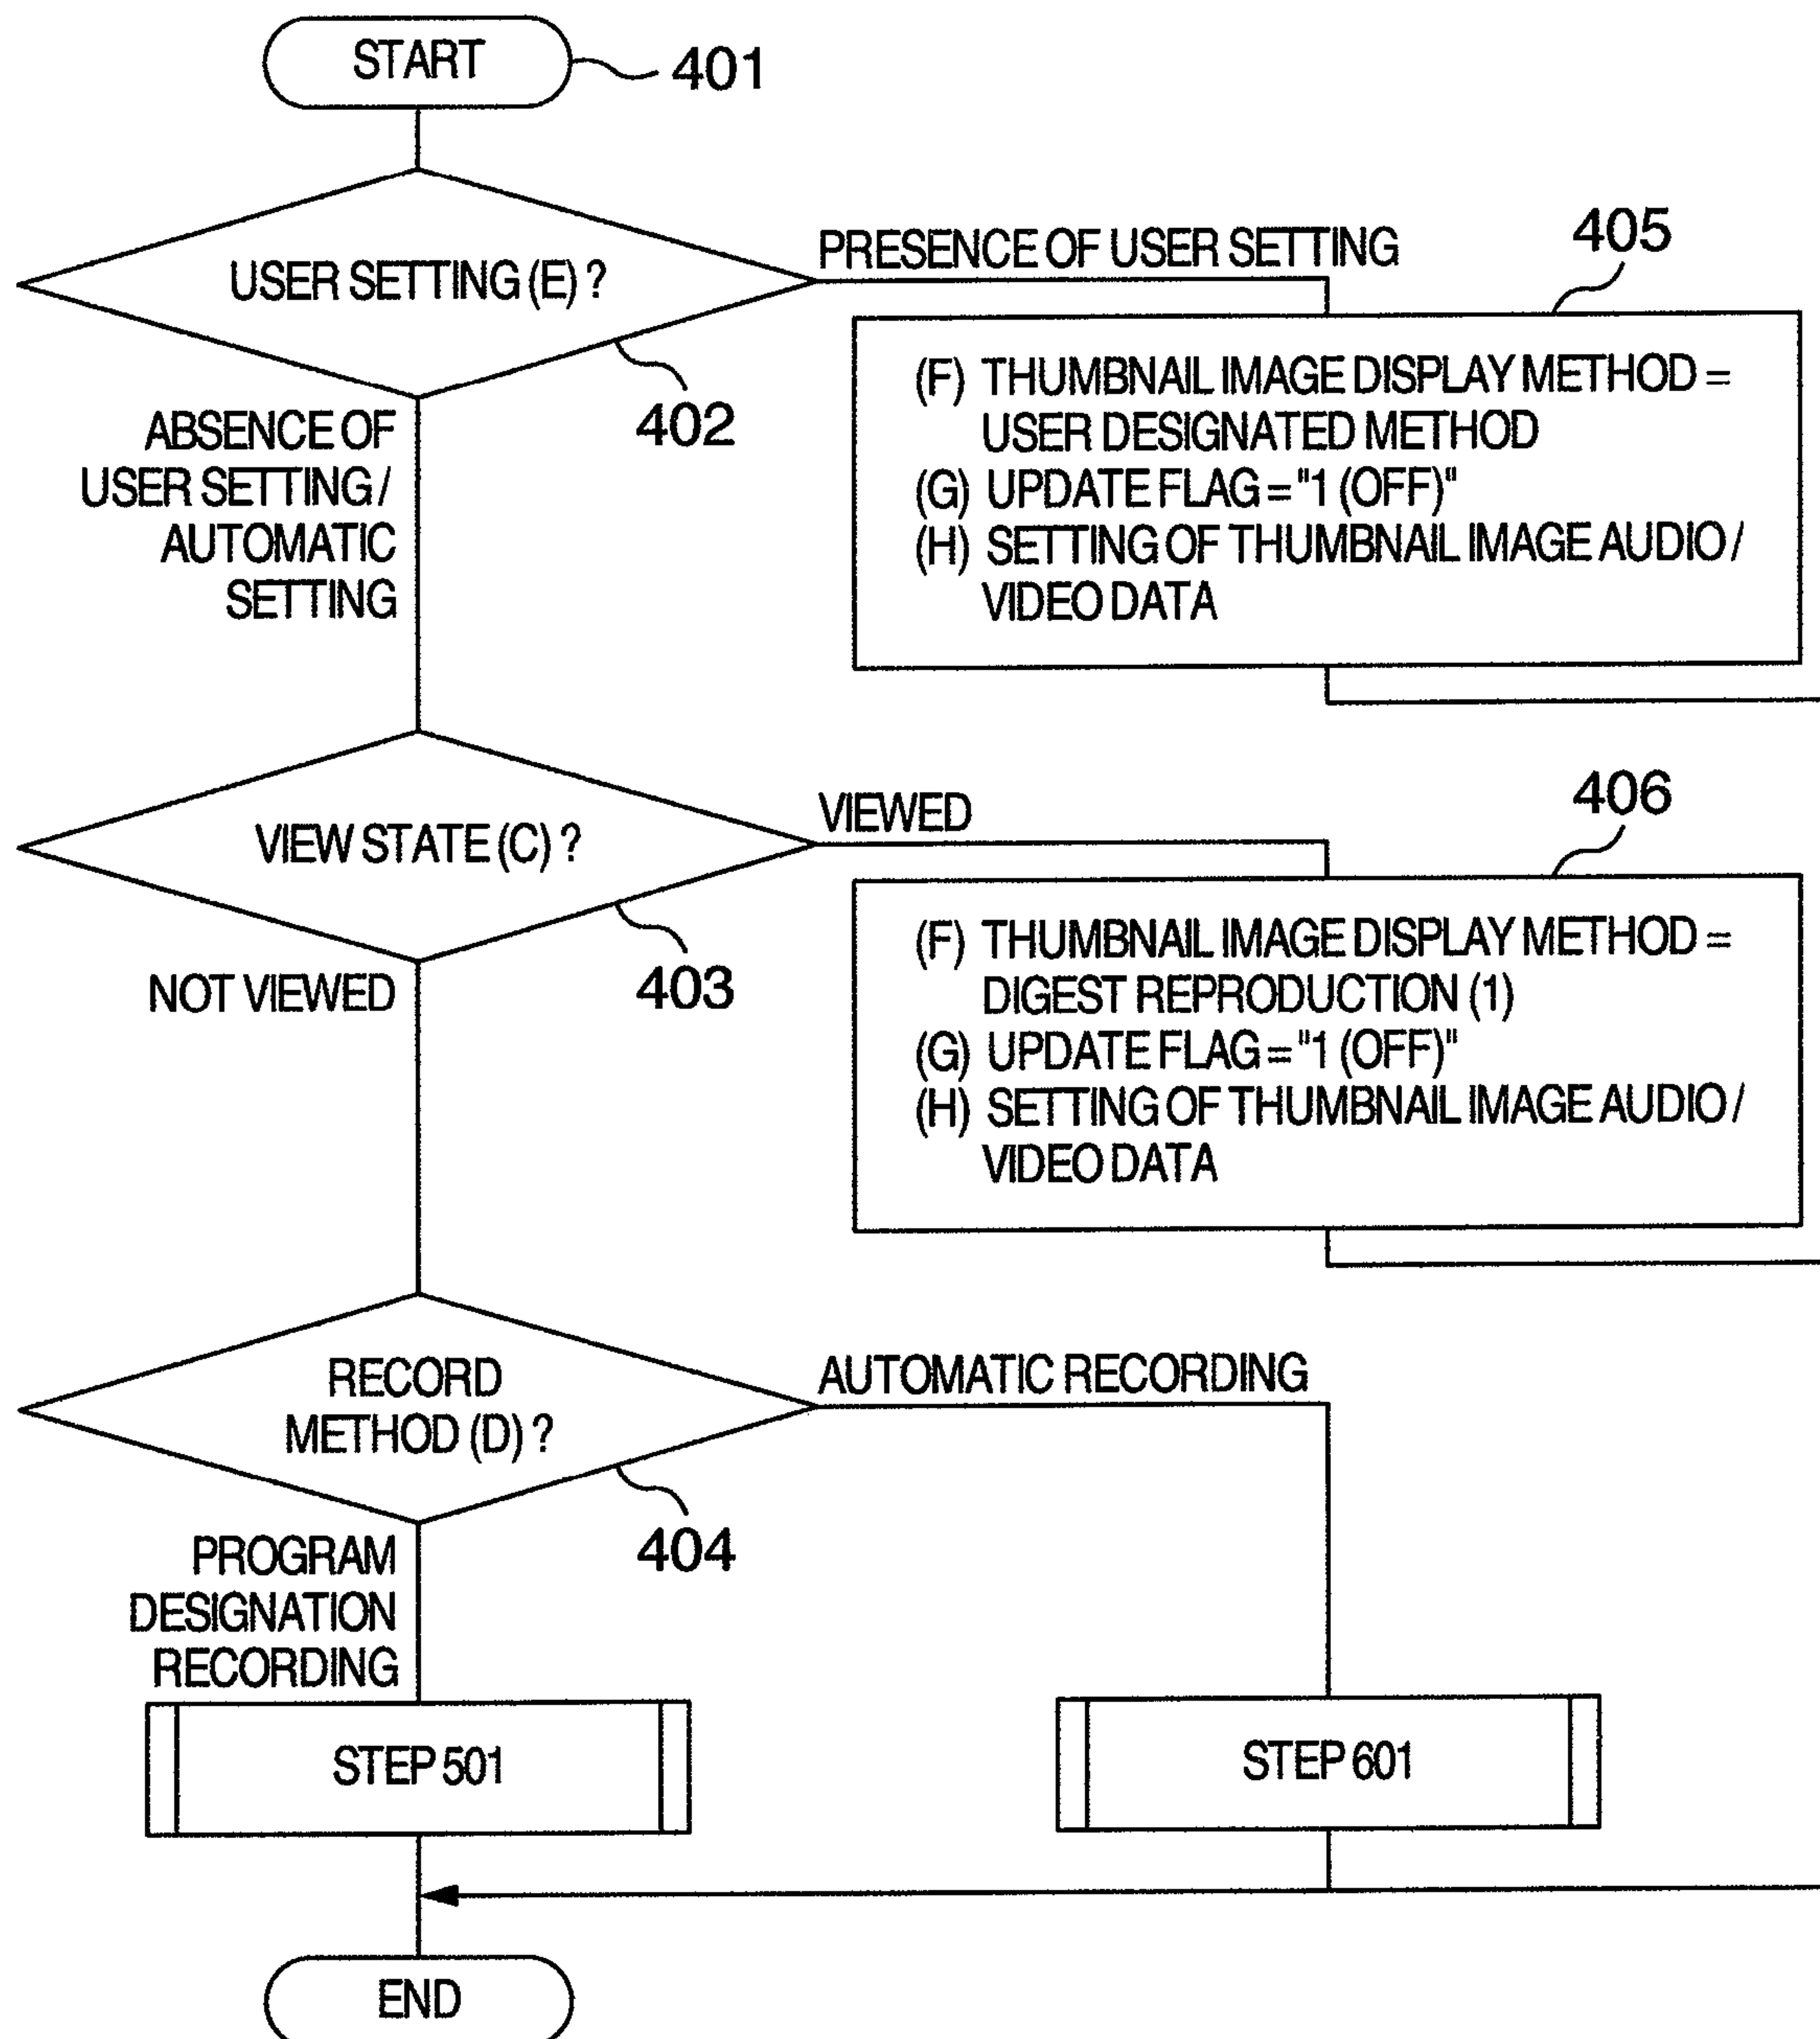 START
401
USER SETTING (E) ?
402
PRESENCE OF USER SETTING
405
(F) THUMBNAIL IMAGE DISPLAY METHOD =
USER DESIGNATED METHOD
(G) UPDATE FLAG = "1 (OFF)"
(H) SETTING OF THUMBNAIL IMAGE AUDIO /
VIDEO DATA
ABSENCE OF
USER SETTING /
AUTOMATIC
SETTING
VIEW STATE (C) ?
403
VIEWED
406
(F) THUMBNAIL IMAGE DISPLAY METHOD =
DIGEST REPRODUCTION (1)
(G) UPDATE FLAG = "1 (OFF)"
(H) SETTING OF THUMBNAIL IMAGE AUDIO /
VIDEO DATA
NOT VIEWED
RECORD
METHOD (D) ?
404
AUTOMATIC RECORDING
PROGRAM
DESIGNATION
RECORDING
STEP 501
STEP 601
END